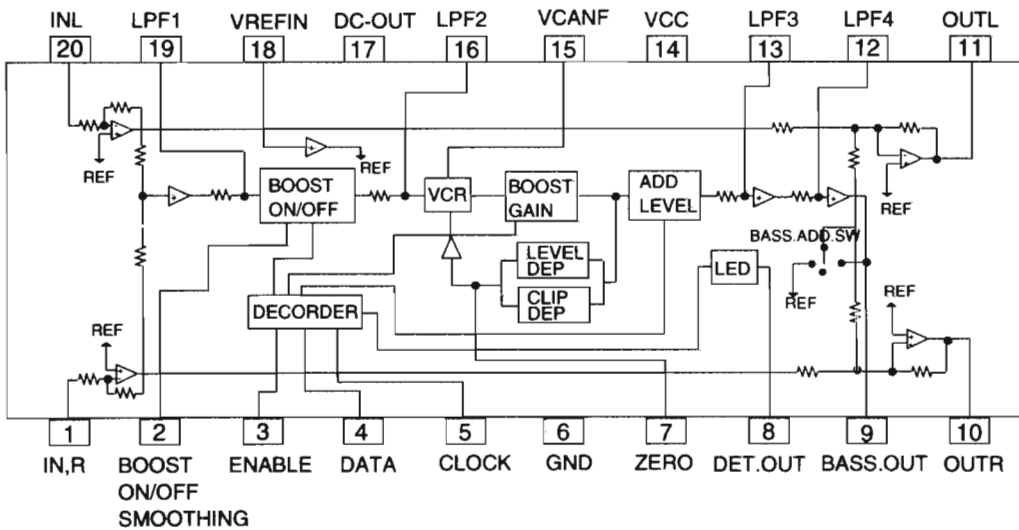 INL LPF1 VREFIN DC-OUT LPF2 VCANF VCC LPF3 LPF4 OUTL
20 19 18 17 16 15 14 13 12 11
REF
REF
REF
BOOST
ON/OFF
VCR
BOOST
GAIN
ADD
LEVEL
BASS.ADD.SW
LEVEL
DEP
LED
CLIP
DEP
REF
DECORDER
REF
REF
1 2 3 4 5 6 7 8 9 10
IN,R BOOST ENABLE DATA CLOCK GND ZERO DET.OUT BASS.OUT OUTR
ON/OFF
SMOOTHING